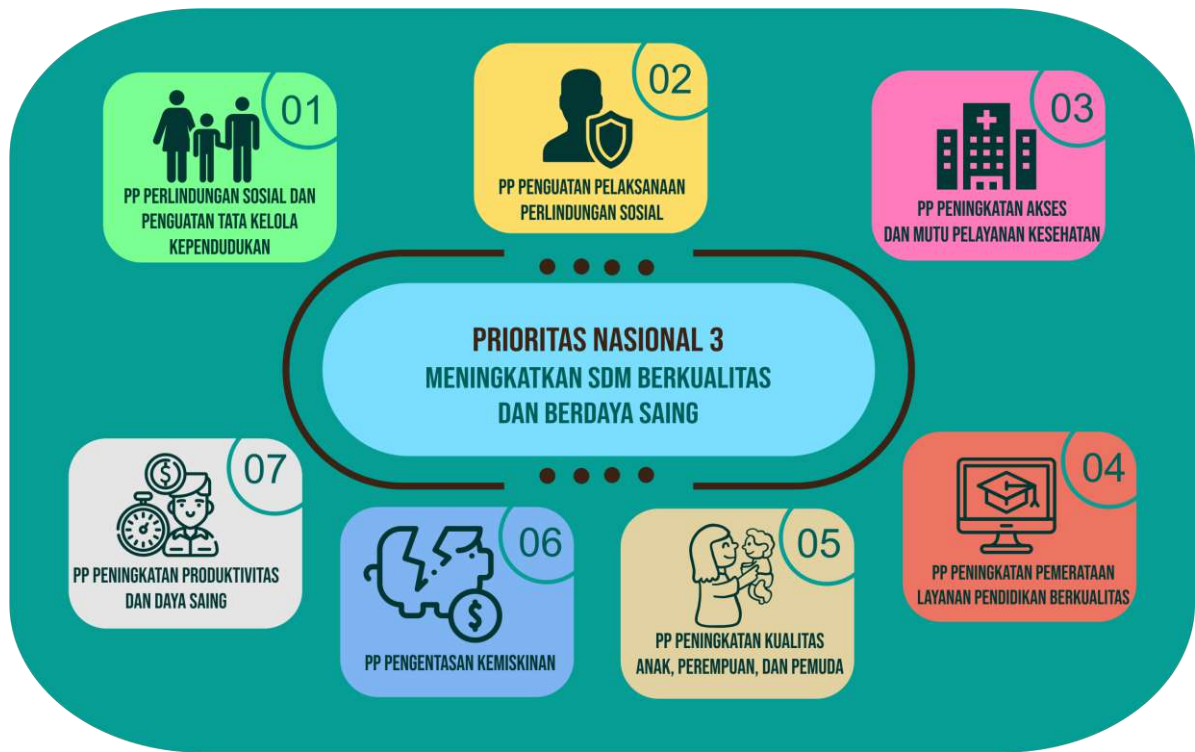 01
PP PERLINDUNGAN SOSIAL DAN
PENGUATAN TATA KELOLA
KEPENDUDUKAN
02
PP PENGUATAN PELAKSANAAN
PERLINDUNGAN SOSIAL
03
PP PENINGKATAN AKSES
DAN MUTU PELAYANAN KESEHATAN
PRIORITAS NASIONAL 3
MENINGKATKAN SDM BERKUALITAS
DAN BERDAYA SAING
04
PP PENINGKATAN PEMERATAAN
LAYANAN PENDIDIKAN BERKUALITAS
05
PP PENINGKATAN KUALITAS
ANAK, PEREMPUAN, DAN PEMUDA
06
$
PP PENGENTASAN KEMISKINAN
07
$
PP PENINGKATAN PRODUKTIVITAS
DAN DAYA SAING